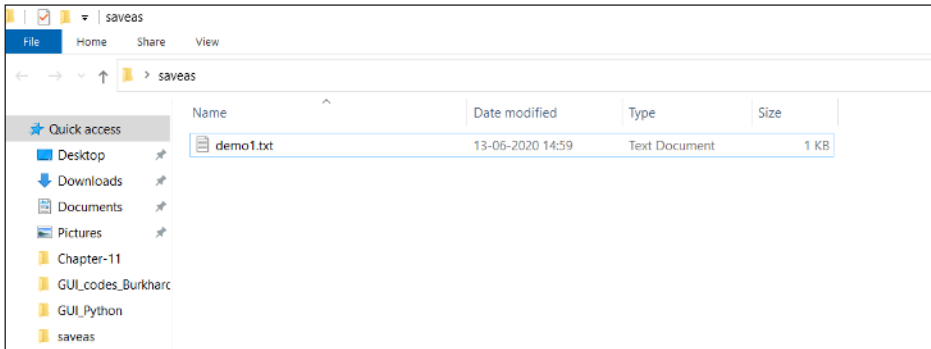 saveas
File Home Share View
saveas
Name Date modified Type Size
Quick access
demo1.txt 13-06-2020 14:59 Text Document 1 KB
Desktop
Downloads
Documents
Pictures
Chapter-11
GUI_codes_Burkharc
GUI_Python
saveas